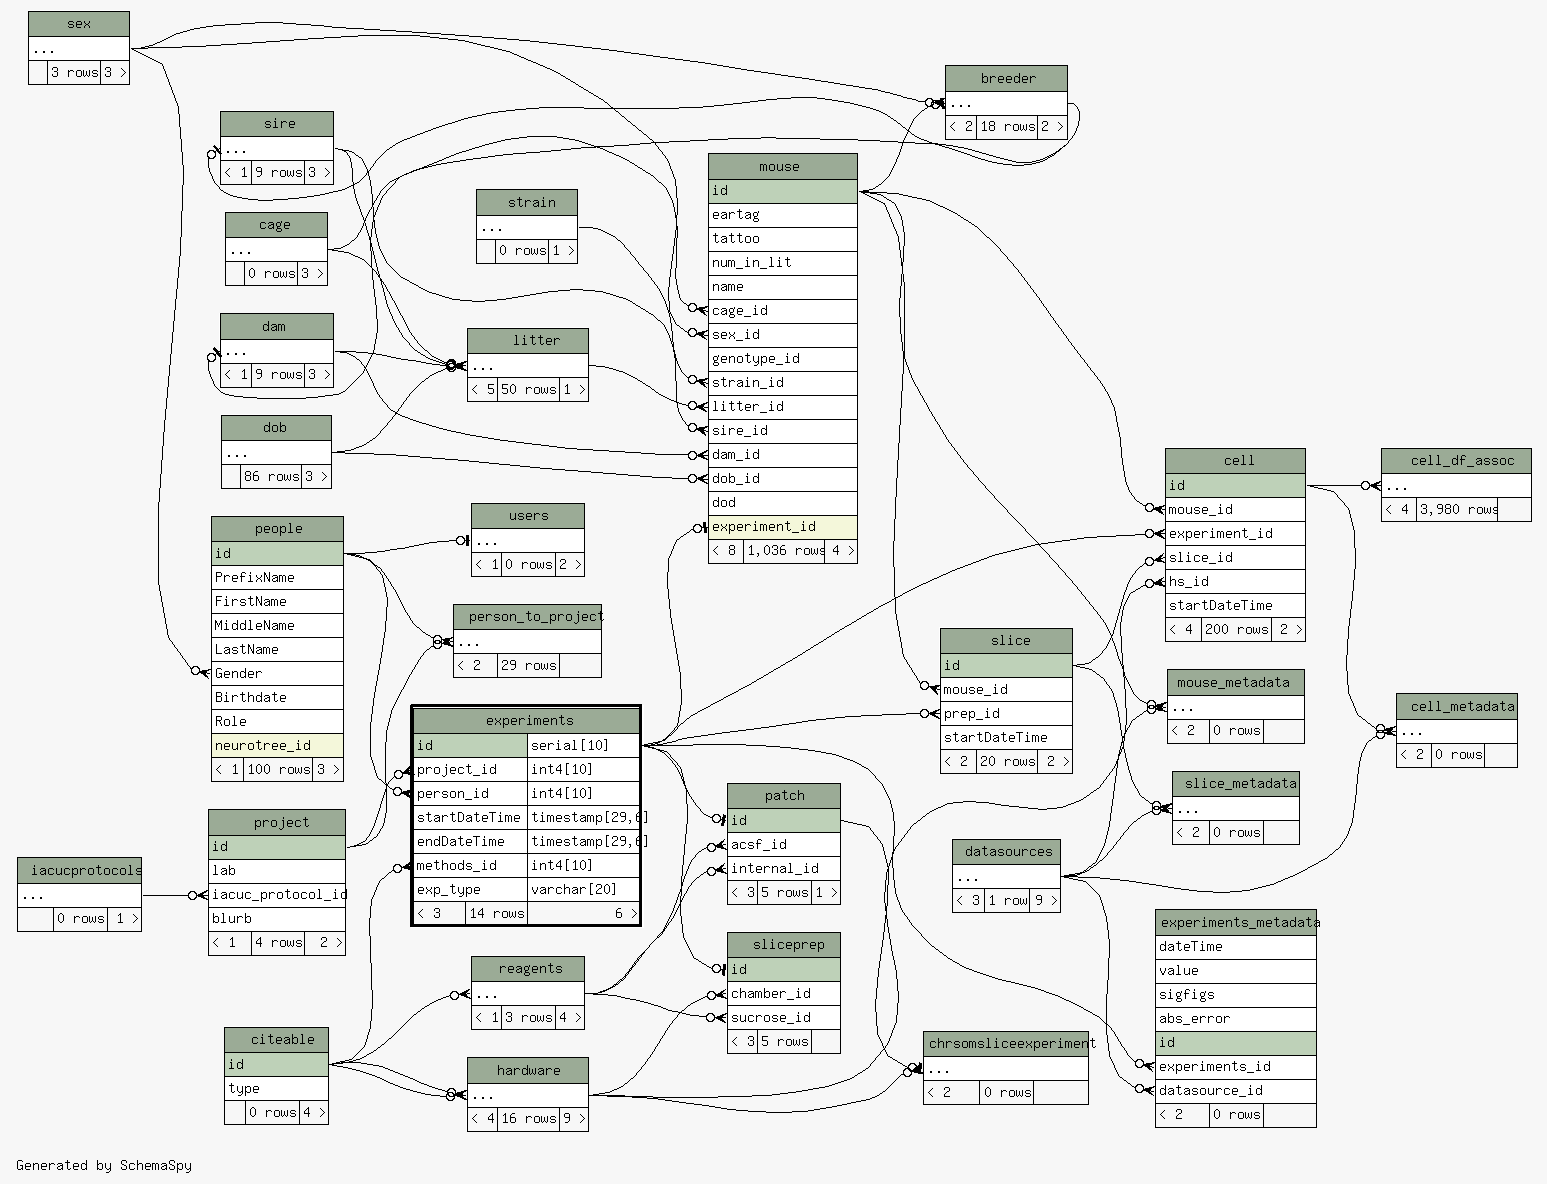 sex
...
3 rows 3 >
sire
...
< 1 9 rows 3 >
cage
...
0 rows 3 >
dam
...
< 1 9 rows 3 >
dob
...
86 rows 3 >
strain
...
0 rows 1 >
litter
...
< 5 50 rows 1 >
breeder
...
< 2 18 rows 2 >
mouse
id
eartag
tattoo
num_in_lit
name
cage_id
sex_id
genotype_id
strain_id
litter_id
sire_id
dam_id
dob_id
dod
experiment_id
< 8 1,036 rows 4 >
people
id
PrefixName
FirstName
MiddleName
LastName
Gender
Birthdate
Role
neurotree_id
< 1 100 rows 3 >
users
...
< 1 0 rows 2 >
person_to_project
...
< 2 29 rows
experiments
id serial[10]
project_id int4[10]
person_id int4[10]
startDateTime timestamp[29,6]
endDateTime timestamp[29,6]
methods_id int4[10]
exp_type varchar[20]
< 3 14 rows 6 >
project
id
lab
iacuc_protocol_id
blurb
< 1 4 rows 2 >
iacucprotocols
...
0 rows 1 >
citeable
id
type
0 rows 4 >
reagents
...
< 1 3 rows 4 >
hardware
...
< 4 16 rows 9 >
patch
id
acsf_id
internal_id
< 3 5 rows 1 >
sliceprep
id
chamber_id
sucrose_id
< 3 5 rows
cell
id
mouse_id
experiment_id
slice_id
hs_id
startDateTime
< 4 200 rows 2 >
cell_df_assoc
...
< 4 3,980 rows
slice
id
mouse_id
prep_id
startDateTime
< 2 20 rows 2 >
mouse_metadata
...
< 2 0 rows
cell_metadata
...
< 2 0 rows
slice_metadata
...
< 2 0 rows
datasources
...
< 3 1 row 9 >
experiments_metadata
dateTime
value
sigfigs
abs_error
id
experiments_id
datasource_id
< 2 0 rows
chrsomsliceexperiment
...
< 2 0 rows
Generated by SchemaSpy